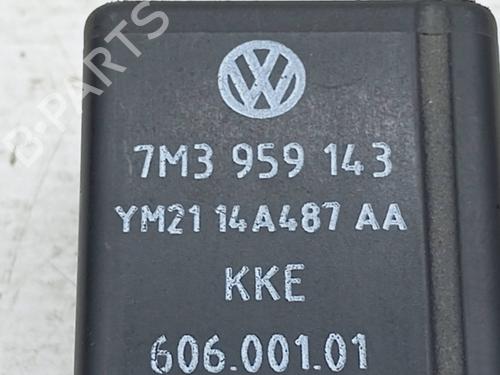 B-PARTS
7M3 959 143
YM21 14A487 AA
KKE
606.001.01